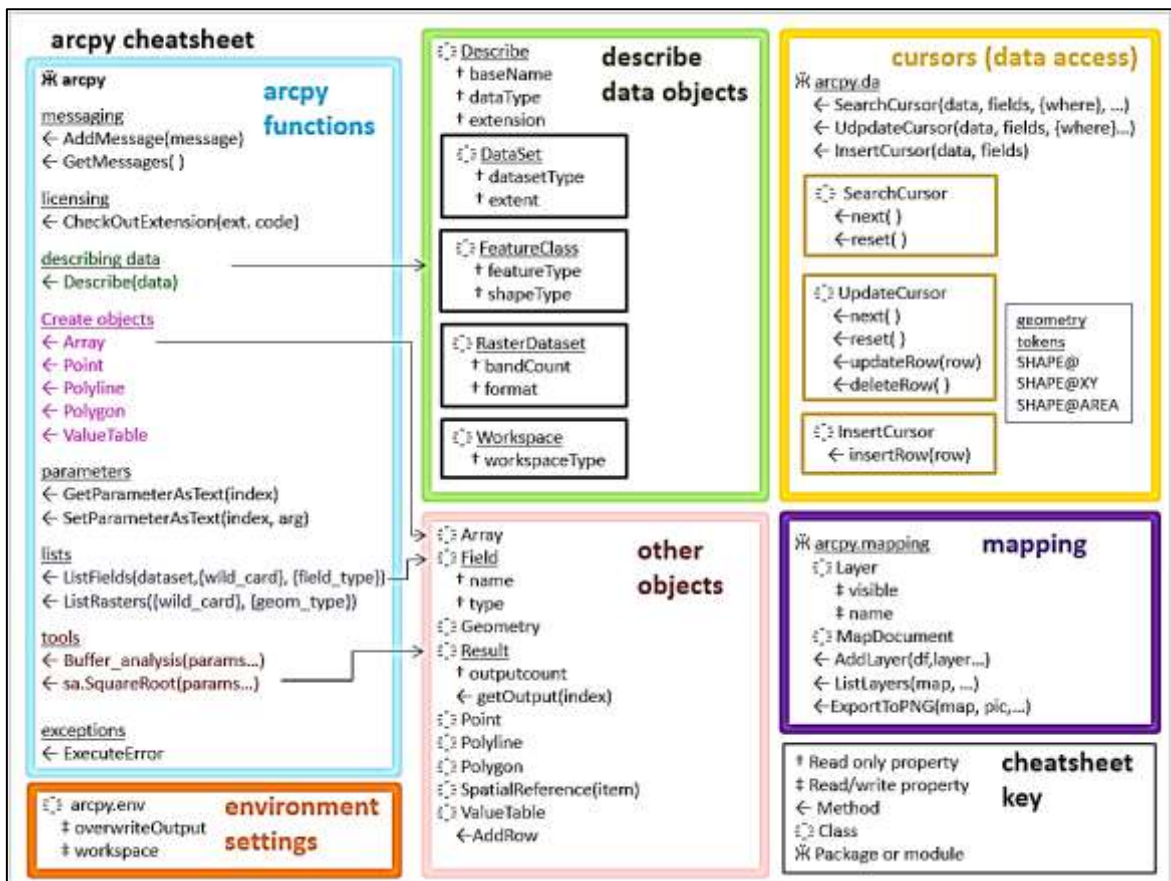 arcpy cheatsheet
Ӝ arcpy
arcpy
functions
messaging
← AddMessage(message)
← GetMessages( )
licensing
← CheckOutExtension(ext. code)
describing data
← Describe(data)
Create objects
← Array
← Point
← Polyline
← Polygon
← ValueTable
parameters
← GetParameterAsText(index)
← SetParameterAsText(index, arg)
lists
← ListFields(dataset,{wild_card}, {field_type})
← ListRasters({wild_card}, {geom_type})
tools
← Buffer_analysis(params...)
← sa.SquareRoot(params...)
exceptions
← ExecuteError
arcpy.env
‡ overwriteOutput
‡ workspace
environment
settings
Describe
† baseName
† dataType
† extension
describe
data objects
DataSet
† datasetType
† extent
FeatureClass
† featureType
† shapeType
RasterDataset
† bandCount
† format
Workspace
† workspaceType
Array
Field
† name
† type
Geometry
Result
† outputcount
← getOutput(index)
Point
Polyline
Polygon
SpatialReference(item)
ValueTable
←AddRow
other
objects
cursors (data access)
Ӝ arcpy.da
← SearchCursor(data, fields, {where}, ...)
← UdpdateCursor(data, fields, {where}...)
← InsertCursor(data, fields)
SearchCursor
←next( )
←reset( )
UpdateCursor
←next( )
←reset( )
←updateRow(row)
←deleteRow( )
InsertCursor
← insertRow(row)
geometry
tokens
SHAPE@
SHAPE@XY
SHAPE@AREA
Ӝ arcpy.mapping
mapping
Layer
‡ visible
‡ name
MapDocument
← AddLayer(df,layer...)
← ListLayers(map, ...)
←ExportToPNG(map, pic,...)
† Read only property
‡ Read/write property
← Method
Class
Ӝ Package or module
cheatsheet
key